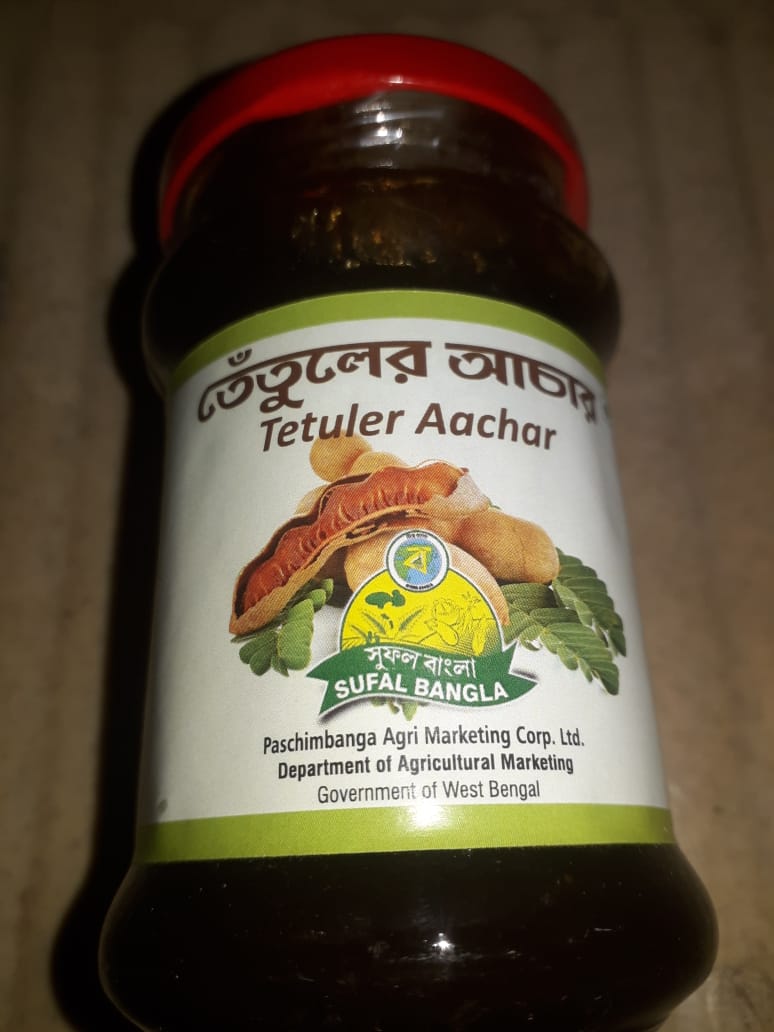 তেঁতুলের আচার
Tetuler Aachar
ব
সুফল বাংলা
SUFAL BANGLA
Paschimbanga Agri Marketing Corp. Ltd.
Department of Agricultural Marketing
Government of West Bengal